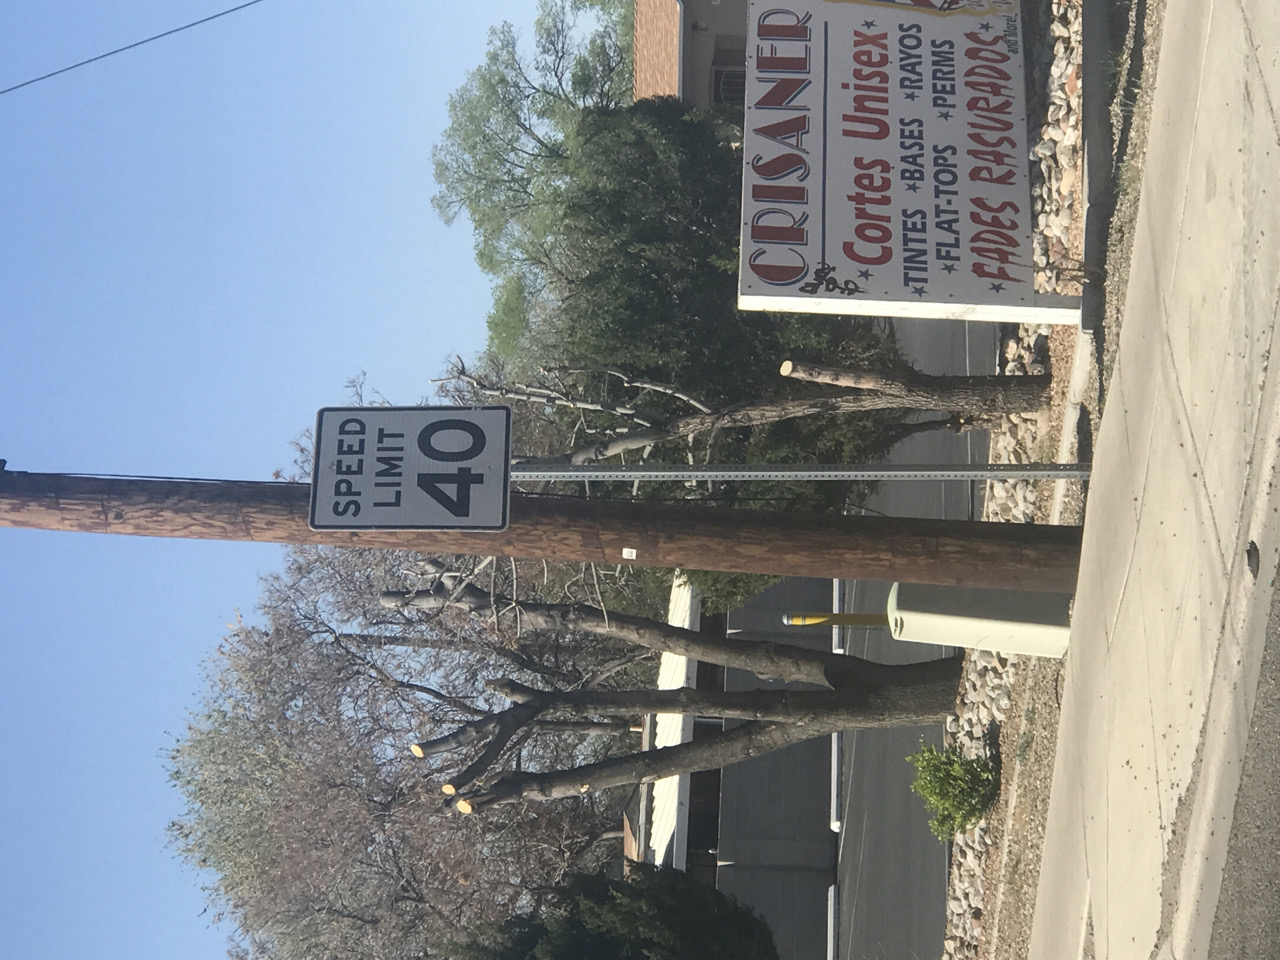 SPEED
LIMIT
40
CRISANER
Cortes Unisex
TINTES ★BASES ★RAYOS
★FLAT-TOPS ★PERMS
★FADES RASURADOS
and More!